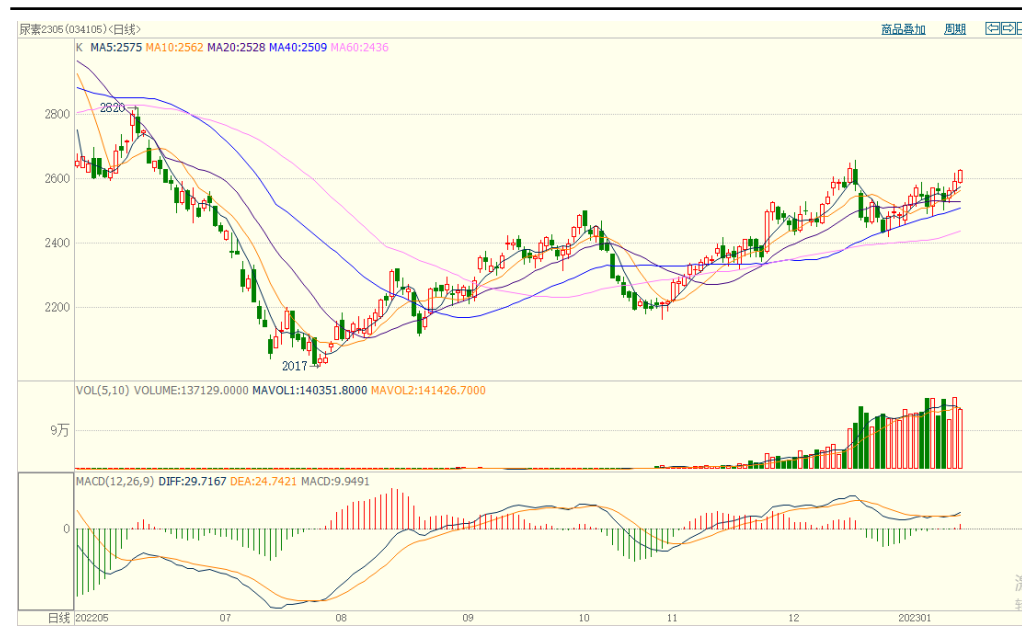 尿素2305(034105)<日线>
商品叠加 周期
K MA5:2575 MA10:2562 MA20:2528 MA40:2509 MA60:2436
2820
2800
2600
2400
2200
2017
VOL(5,10) VOLUME:137129.0000 MAVOL1:140351.8000 MAVOL2:141426.7000
9万
MACD(12,26,9) DIFF:29.7167 DEA:24.7421 MACD:9.9491
0
日线 202205 07 08 09 10 11 12 202301